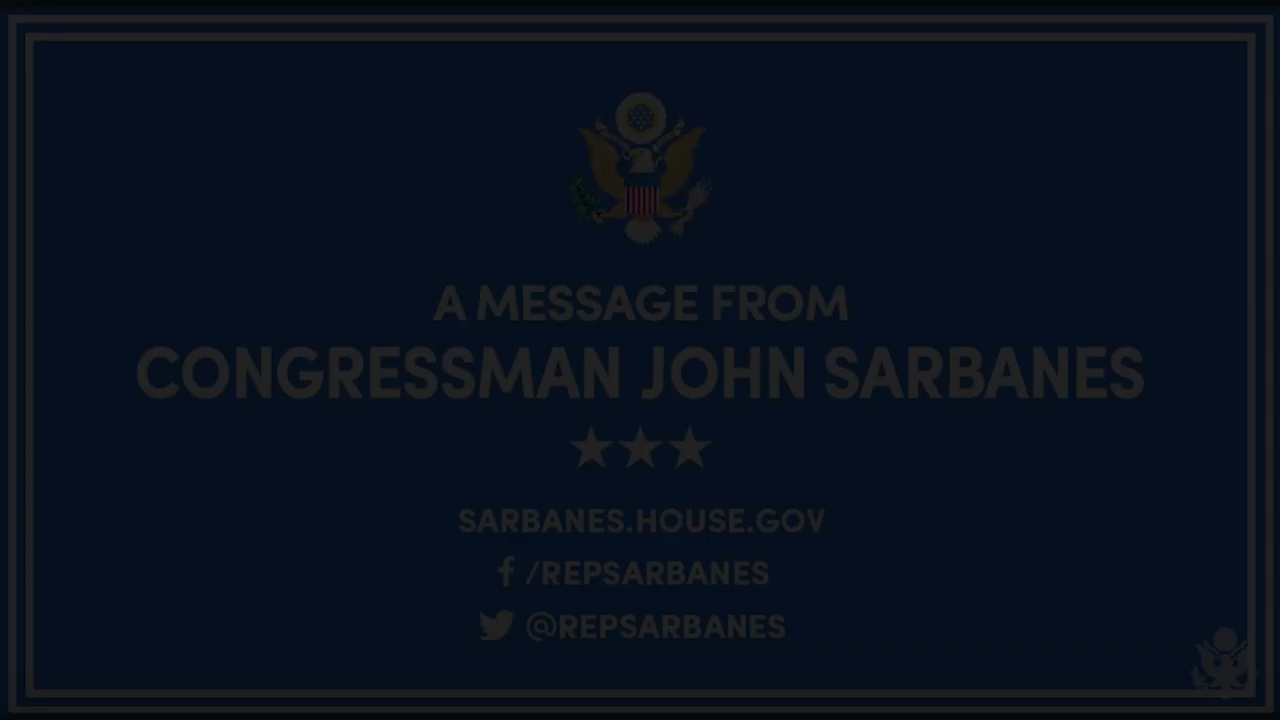 A MESSAGE FROM
CONGRESSMAN JOHN SARBANES
SARBANES.HOUSE.GOV
/REPSARBANES
@REPSARBANES